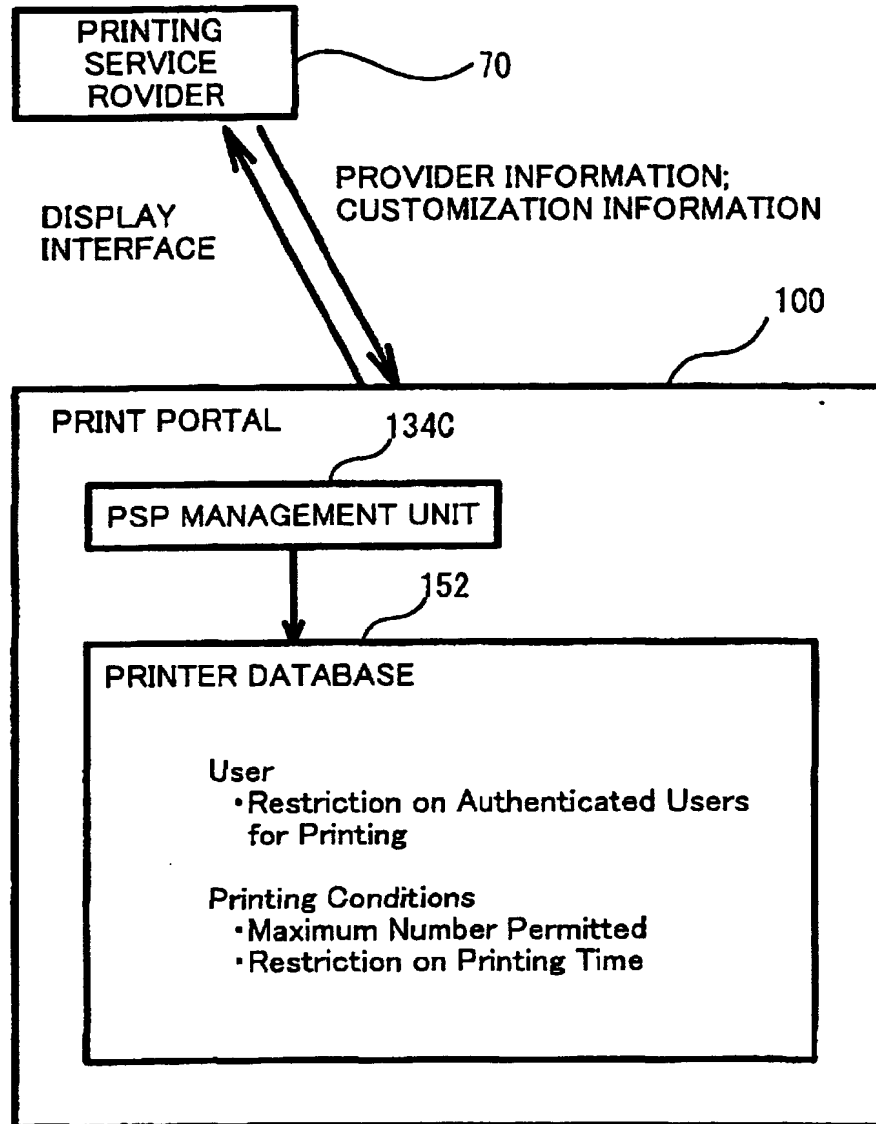 PRINTING
SERVICE
ROVIDER
70
PROVIDER INFORMATION;
CUSTOMIZATION INFORMATION
DISPLAY
INTERFACE
100
PRINT PORTAL
134C
PSP MANAGEMENT UNIT
152
PRINTER DATABASE
User
・Restriction on Authenticated Users
for Printing
Printing Conditions
・Maximum Number Permitted
・Restriction on Printing Time